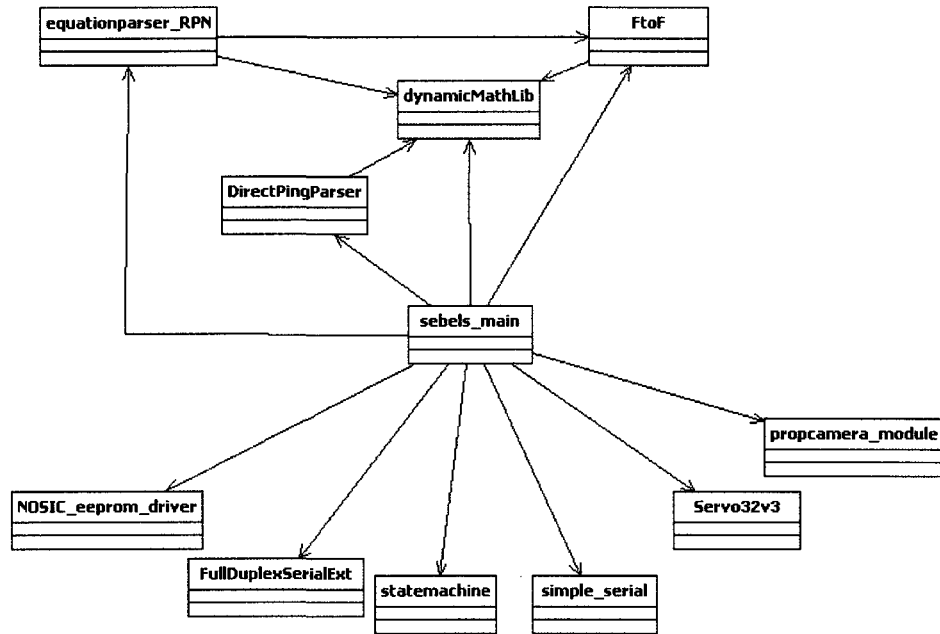 equationparser_RPN
FtoF
dynamicMathLib
DirectPingParser
sebels_main
propcamera_module
NOSIC_eeprom_driver
Servo32v3
FullDuplexSerialExt
statemachine
simple_serial